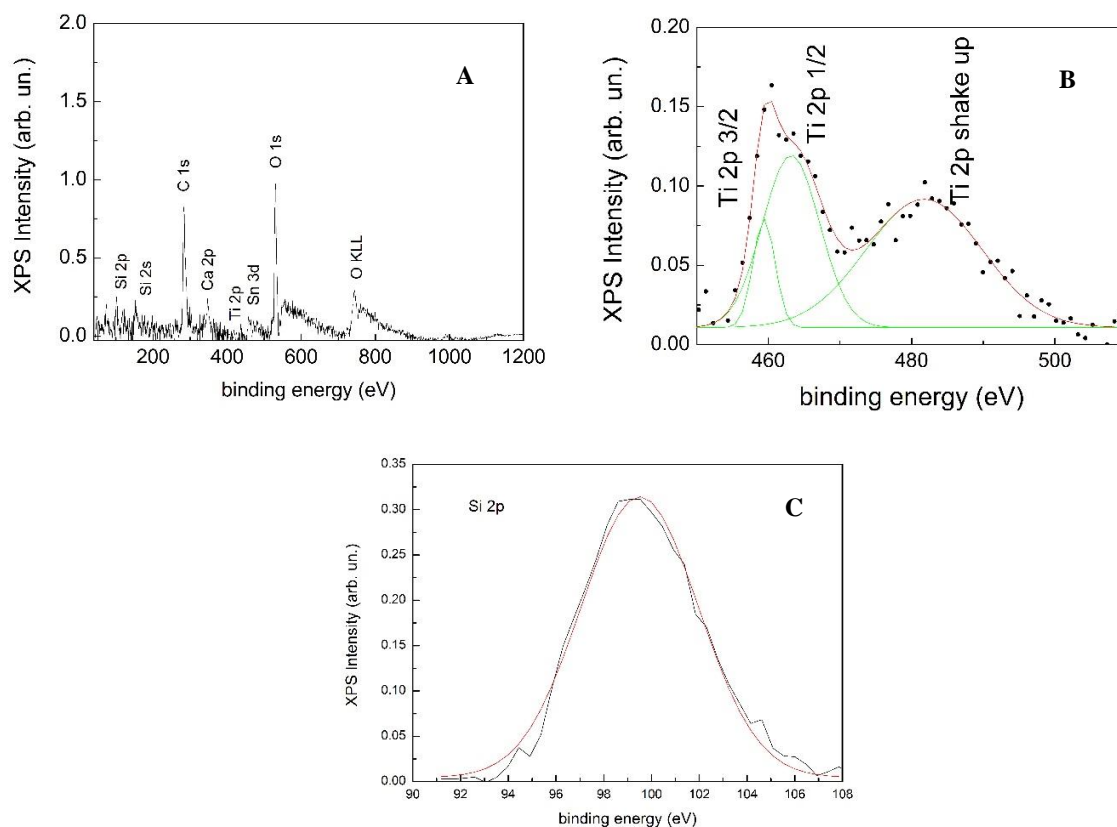 A
XPS Intensity (arb. un.)
2.0
1.5
1.0
0.5
0.0
Si 2p
Si 2s
C 1s
Ca 2p
Ti 2p
Sn 3d
O 1s
O KLL
200 400 600 800 1000 1200
binding energy (eV)
B
XPS Intensity (arb. un.)
0.20
0.15
0.10
0.05
0.00
Ti 2p 3/2
Ti 2p 1/2
Ti 2p shake up
460 480 500
binding energy (eV)
C
Si 2p
XPS Intensity (arb. un.)
0.35
0.30
0.25
0.20
0.15
0.10
0.05
0.00
90 92 94 96 98 100 102 104 106 108
binding energy (eV)